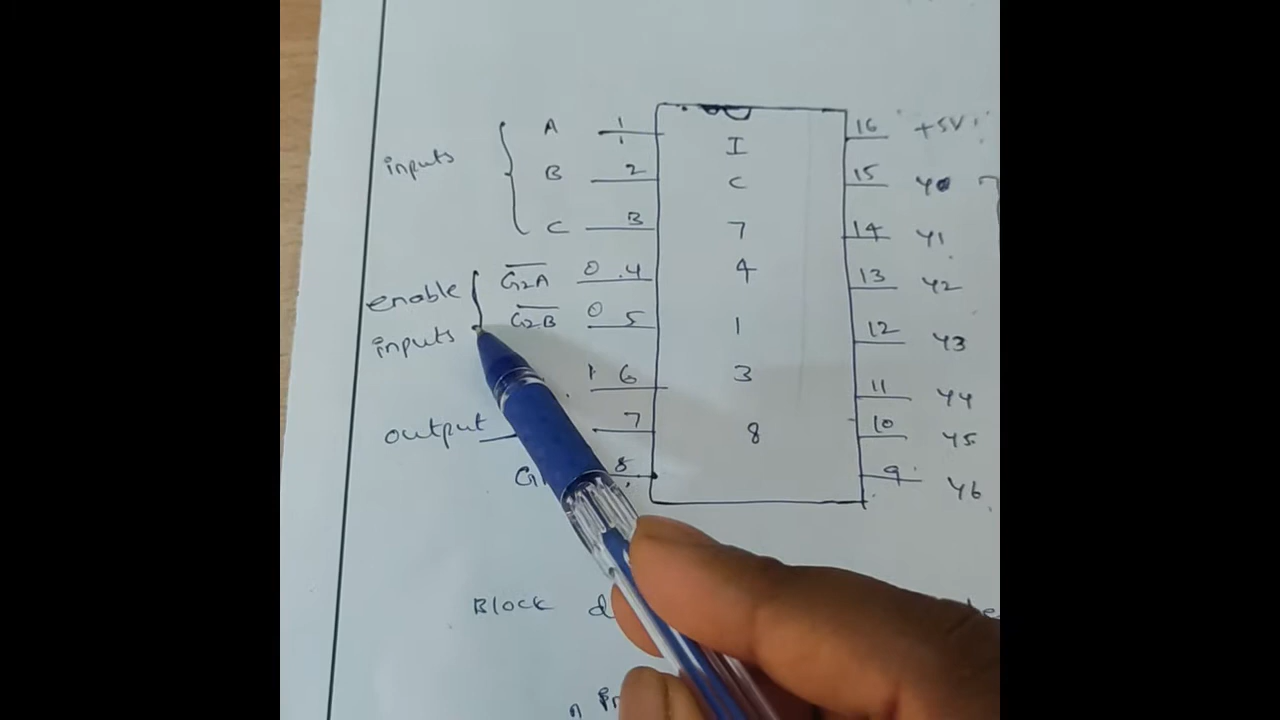 A 1 I 16 +5V
inputs B 2 C 15 Y0
C 3 7 14 Y1
G2A 0 4 4 13 Y2
enable
inputs G2B 0 5 1 12 Y3
1 6 3 11 Y4
output 7 8 10 Y5
8 9 Y6
Block